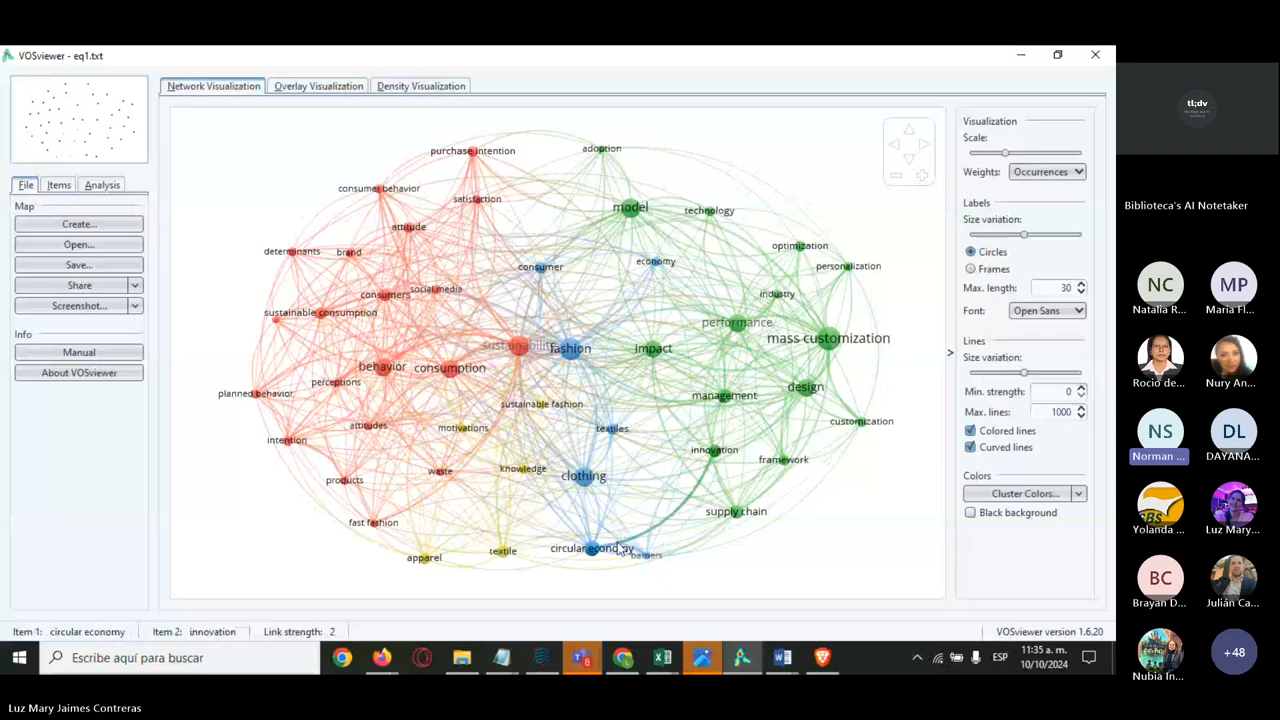 VOSviewer - eq1.txt
Network Visualization
Overlay Visualization
Density Visualization
File
Items
Analysis
Map
Create...
Open...
Save...
Share
Screenshot...
Info
Manual
About VOSviewer
purchase intention
adoption
consumer behavior
satisfaction
model
technology
attitude
determinants
brand
optimization
consumer
economy
personalization
social media
consumers
industry
sustainable consumption
performance
mass customization
sustainability
fashion
impact
behavior
consumption
perceptions
design
planned behavior
management
sustainable fashion
customization
attitudes
motivations
textiles
intention
innovation
framework
waste
knowledge
clothing
products
supply chain
fast fashion
circular economy
barriers
apparel
textile
Visualization
Scale:
Weights:
Occurrences
Labels
Size variation:
Circles
Frames
Max. length:
30
Font:
Open Sans
Lines
Size variation:
Min. strength:
0
Max. lines:
1000
Colored lines
Curved lines
Colors
Cluster Colors...
Black background
Item 1: circular economy
Item 2: innovation
Link strength: 2
VOSviewer version 1.6.20
Escribe aquí para buscar
8
ESP
11:35 a. m.
10/10/2024
tl;dv
Biblioteca's AI Notetaker
NC
MP
Natalia R...
Maria Fl...
Rocio de...
Nury An...
NS
DL
Norman ...
DAYANA...
SBS
Yolanda ...
Luz Mary...
BC
Brayan D...
Julián Ca...
+48
Nubia In...
Luz Mary Jaimes Contreras